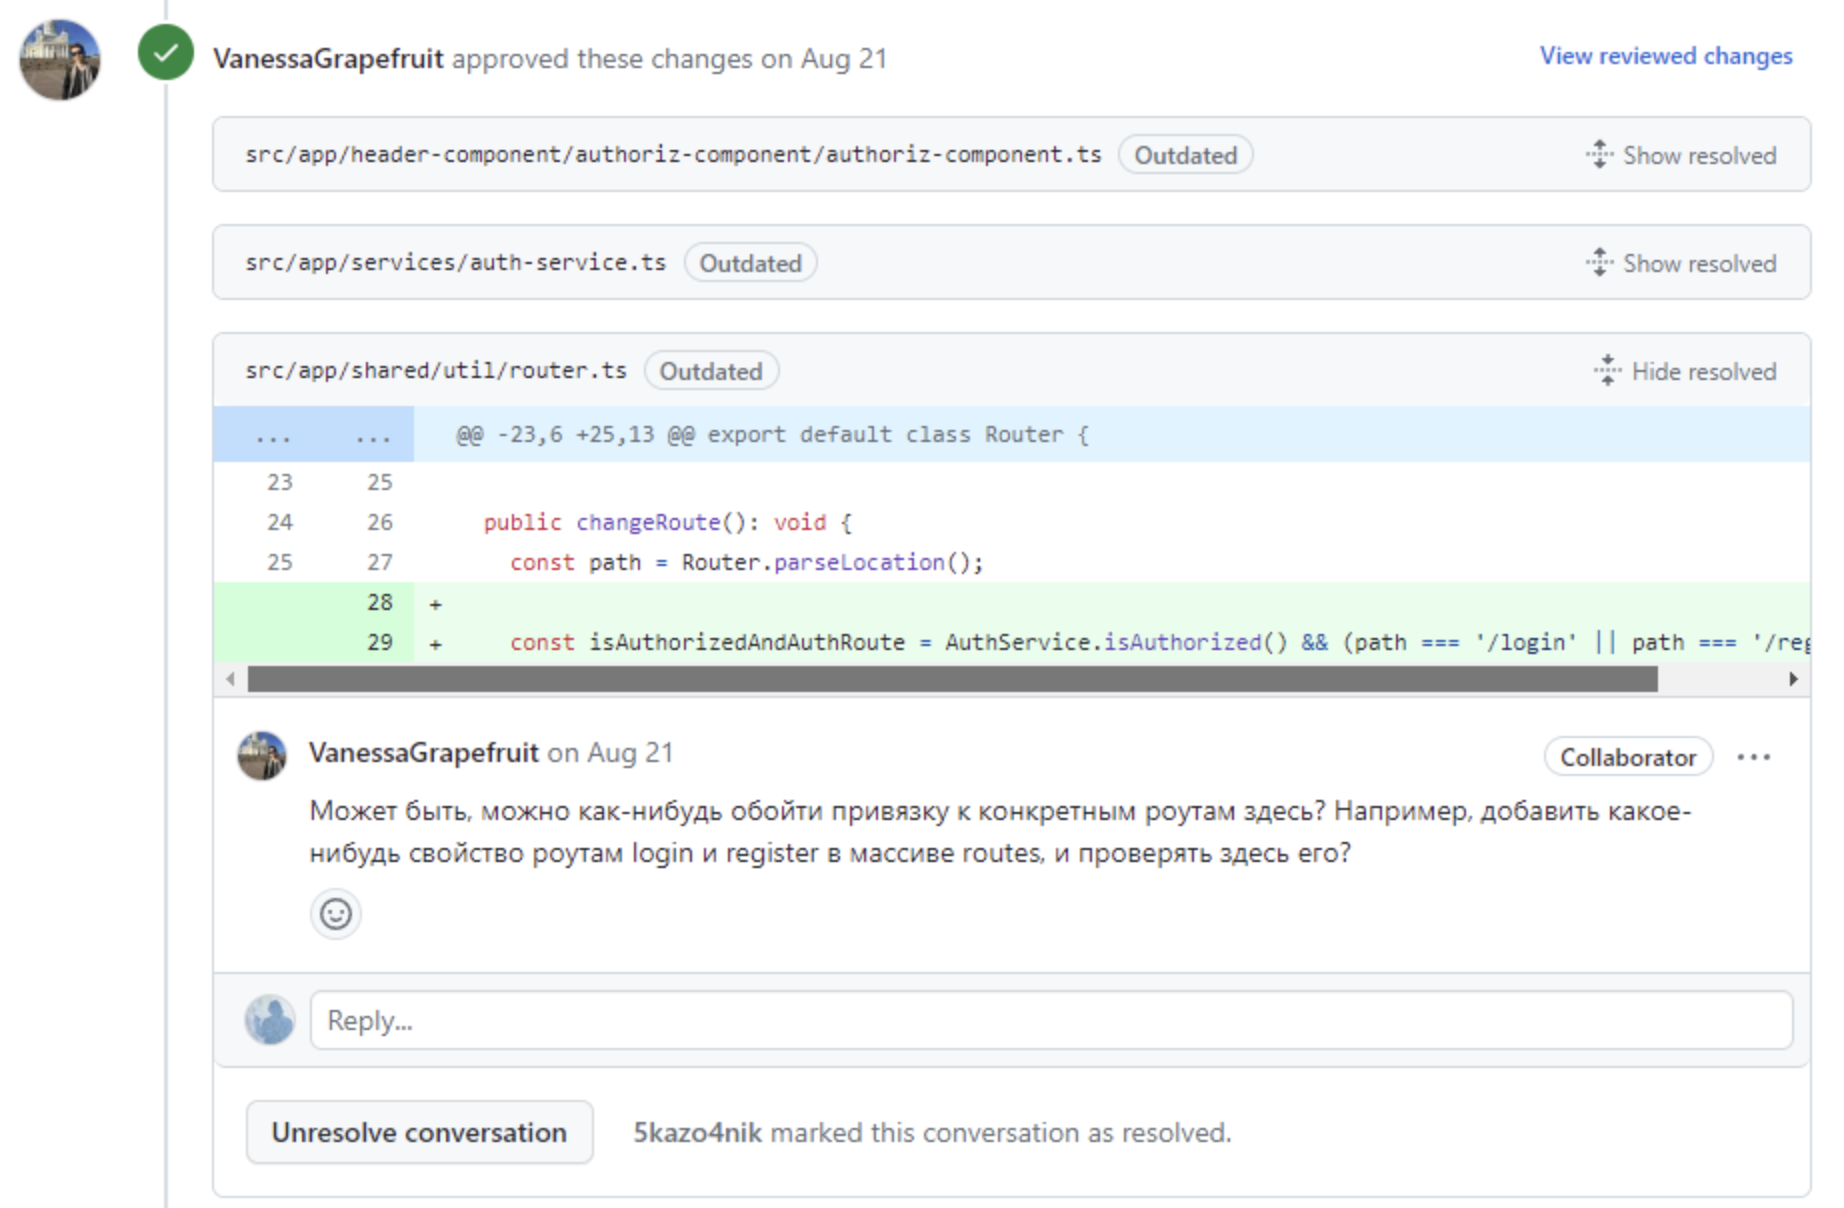 VanessaGrapefruit approved these changes on Aug 21
View reviewed changes
src/app/header-component/authoriz-component/authoriz-component.ts Outdated
Show resolved
src/app/services/auth-service.ts Outdated
Show resolved
src/app/shared/util/router.ts Outdated
Hide resolved
... ... @@ -23,6 +25,13 @@ export default class Router {
23 25
24 26 public changeRoute(): void {
25 27 const path = Router.parseLocation();
28 +
29 + const isAuthorizedAndAuthRoute = AuthService.isAuthorized() && (path === '/login' || path === '/reg
VanessaGrapefruit on Aug 21
Collaborator ...
Может быть, можно как-нибудь обойти привязку к конкретным роутам здесь? Например, добавить какое-
нибудь свойство роутам login и register в массиве routes, и проверять здесь его?
Reply...
Unresolve conversation
5kazo4nik marked this conversation as resolved.